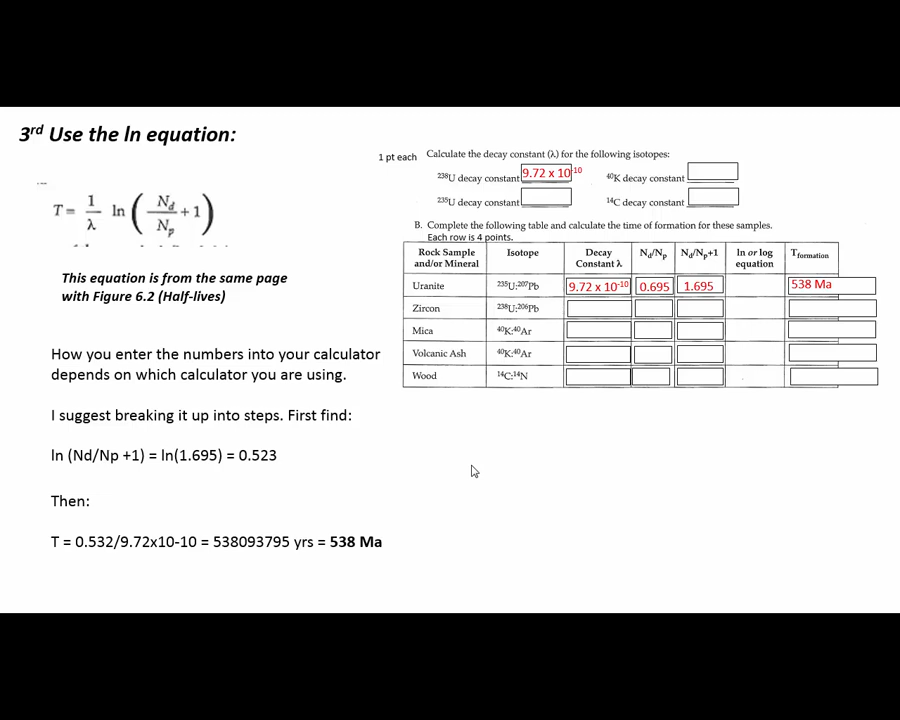 3rd Use the ln equation:
T = 1/λ ln ( Nd/Np + 1 )
This equation is from the same page
with Figure 6.2 (Half-lives)
How you enter the numbers into your calculator
depends on which calculator you are using.
I suggest breaking it up into steps. First find:
ln (Nd/Np +1) = ln(1.695) = 0.523
Then:
T = 0.532/9.72x10-10 = 538093795 yrs = 538 Ma
1 pt each Calculate the decay constant (λ) for the following isotopes:
238U decay constant 9.72 x 10-10 40K decay constant
235U decay constant 14C decay constant
B. Complete the following table and calculate the time of formation for these samples.
Each row is 4 points.
Rock Sample and/or Mineral Isotope Decay Constant λ Nd/Np Nd/Np+1 ln or log equation Tformation
Uranite 235U:207Pb 9.72 x 10-10 0.695 1.695 538 Ma
Zircon 238U:206Pb
Mica 40K:40Ar
Volcanic Ash 40K:40Ar
Wood 14C:14N